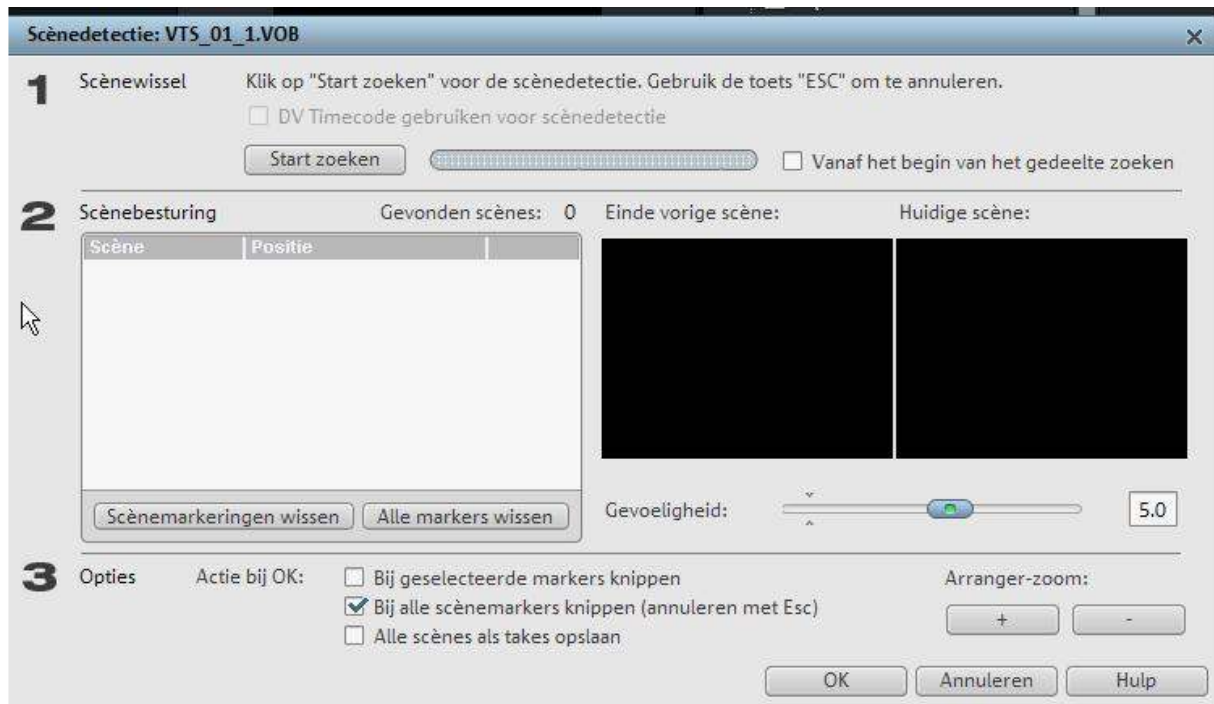 Scènedetectie: VTS_01_1.VOB
1 Scènewissel Klik op "Start zoeken" voor de scènedetectie. Gebruik de toets "ESC" om te annuleren.
DV Timecode gebruiken voor scènedetectie
Start zoeken Vanaf het begin van het gedeelte zoeken
2 Scènebesturing Gevonden scènes: 0 Einde vorige scène: Huidige scène:
Scène Positie
Scènemarkeringen wissen Alle markers wissen Gevoeligheid: 5.0
3 Opties Actie bij OK: Bij geselecteerde markers knippen Arranger-zoom:
Bij alle scènemarkers knippen (annuleren met Esc) + -
Alle scènes als takes opslaan
OK Annuleren Hulp